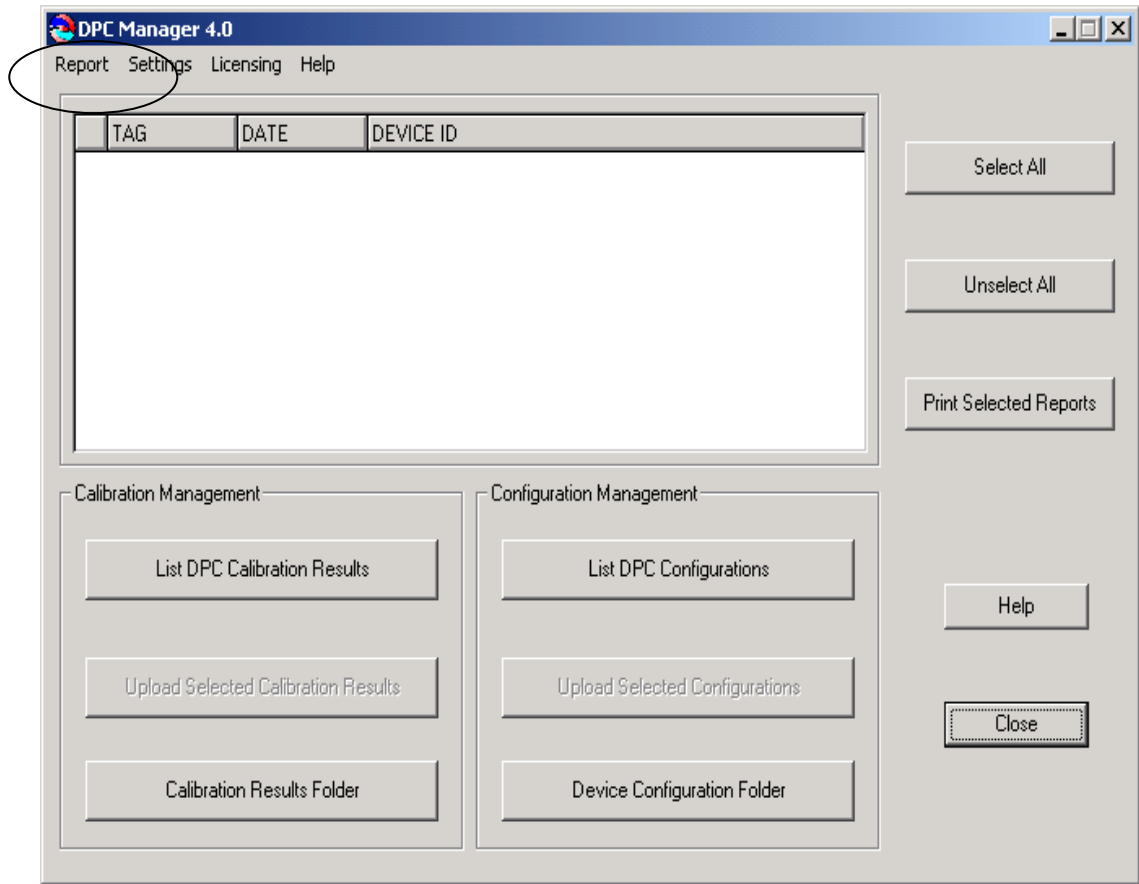 DPC Manager 4.0
Report Settings Licensing Help
TAG DATE DEVICE ID
Select All
Unselect All
Print Selected Reports
Calibration Management
List DPC Calibration Results
Upload Selected Calibration Results
Calibration Results Folder
Configuration Management
List DPC Configurations
Upload Selected Configurations
Device Configuration Folder
Help
Close